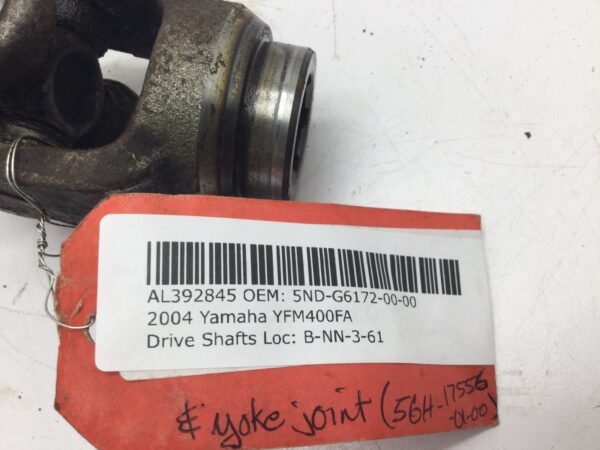 AL392845 OEM: 5ND-G6172-00-00
2004 Yamaha YFM400FA
Drive Shafts Loc: B-NN-3-61
& yoke joint (5GH-17556
-01-00)